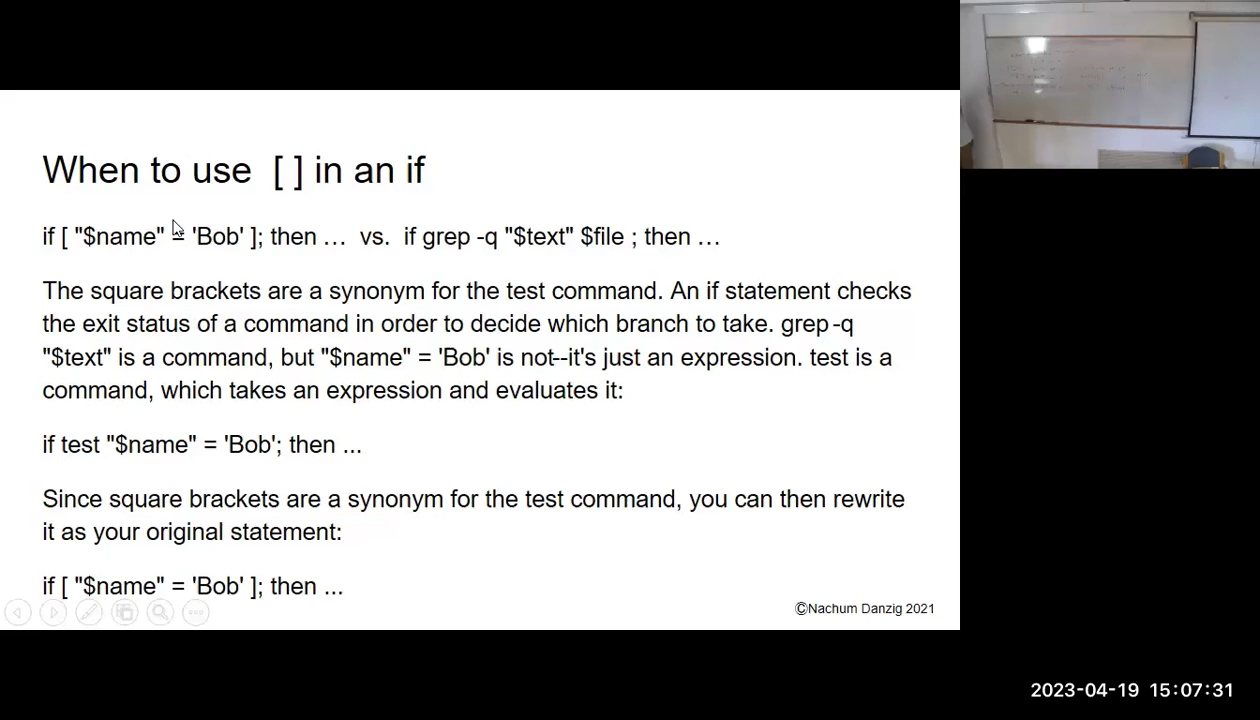 When to use [ ] in an if
if [ "$name" = 'Bob' ]; then … vs. if grep -q "$text" $file ; then …
The square brackets are a synonym for the test command. An if statement checks
the exit status of a command in order to decide which branch to take. grep -q
"$text" is a command, but "$name" = 'Bob' is not--it's just an expression. test is a
command, which takes an expression and evaluates it:
if test "$name" = 'Bob'; then ...
Since square brackets are a synonym for the test command, you can then rewrite
it as your original statement:
if [ "$name" = 'Bob' ]; then ...
©Nachum Danzig 2021
2023-04-19 15:07:31